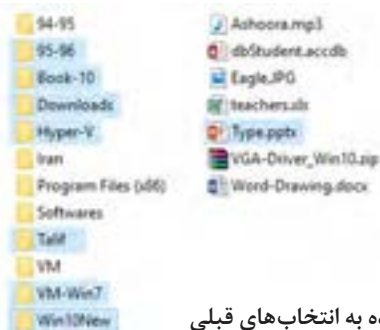 94-95
95-96
Book-10
Downloads
Hyper-V
Iran
Program Files (x86)
Softwares
Talif
VM
VM-Win7
Win10New
Ashoora.mp3
dbStudent.accdb
Eagle.JPG
teachers.xls
Type.pptx
VGA-Driver_Win10.zip
Word-Drawing.docx
ده به انتخاب‌های قبلی